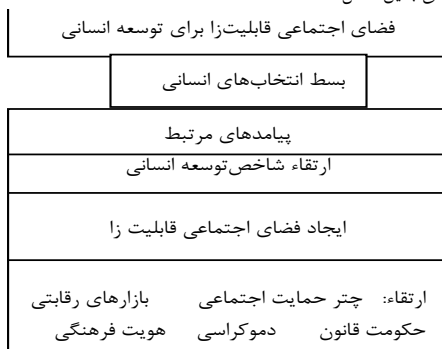 فضای اجتماعی قابلیت‌زا برای توسعه انسانی
بسط انتخاب‌های انسانی
پیامدهای مرتبط
ارتقاء شاخص‌توسعه انسانی
ایجاد فضای اجتماعی قابلیت زا
ارتقاء: چتر حمایت اجتماعی بازارهای رقابتی
حکومت قانون دموکراسی هویت فرهنگی